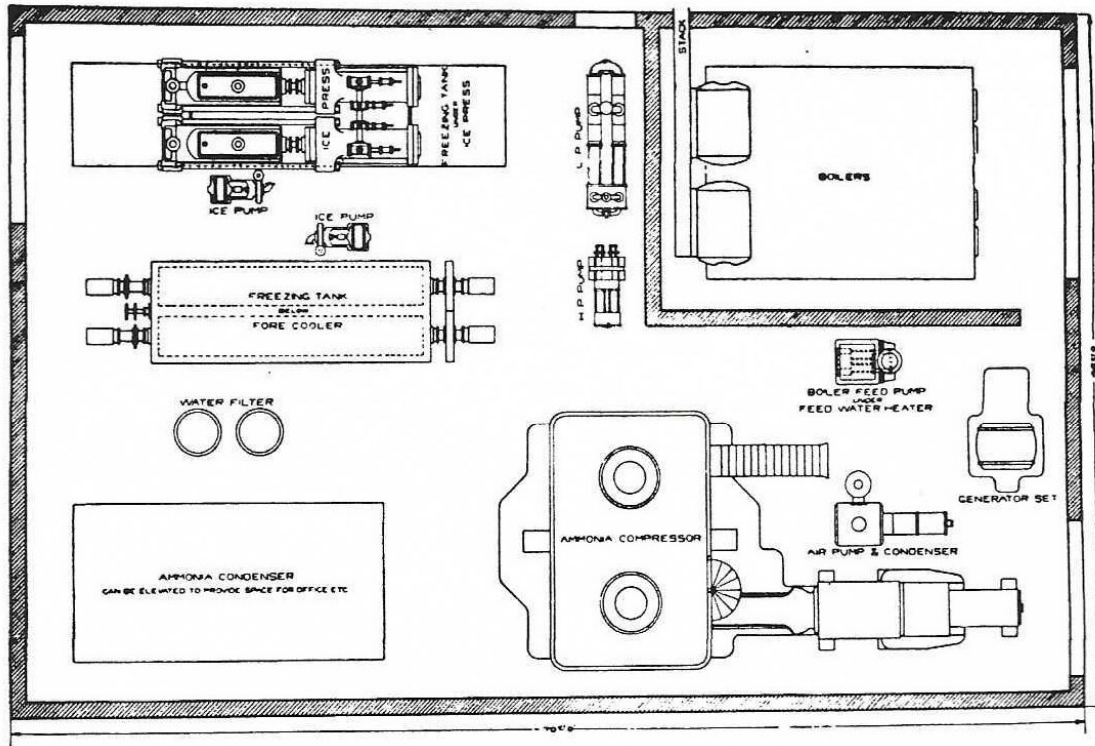 STACK
PRESS
ICE
FREEZING TANK
UNDER
ICE PRESS
L P PUMP
BOILERS
ICE PUMP
ICE PUMP
H P PUMP
FREEZING TANK
BELOW
FORE COOLER
BOILER FEED PUMP
UNDER
FEED WATER HEATER
WATER FILTER
GENERATOR SET
AMMONIA COMPRESSOR
AIR PUMP & CONDENSER
AMMONIA CONDENSER
CAN BE ELEVATED TO PROVIDE SPACE FOR OFFICE ETC